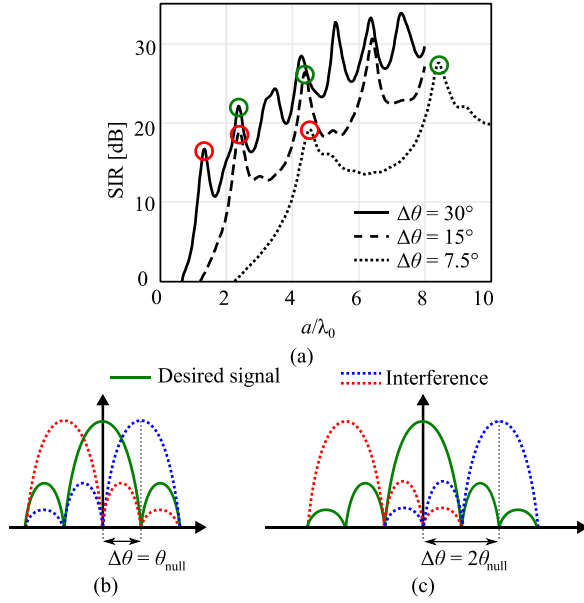 30
20
10
0
SIR [dB]
Δθ = 30°
Δθ = 15°
Δθ = 7.5°
0 2 4 6 8 10
a/λ0
(a)
Desired signal
Interference
Δθ = θnull
Δθ = 2θnull
(b)
(c)